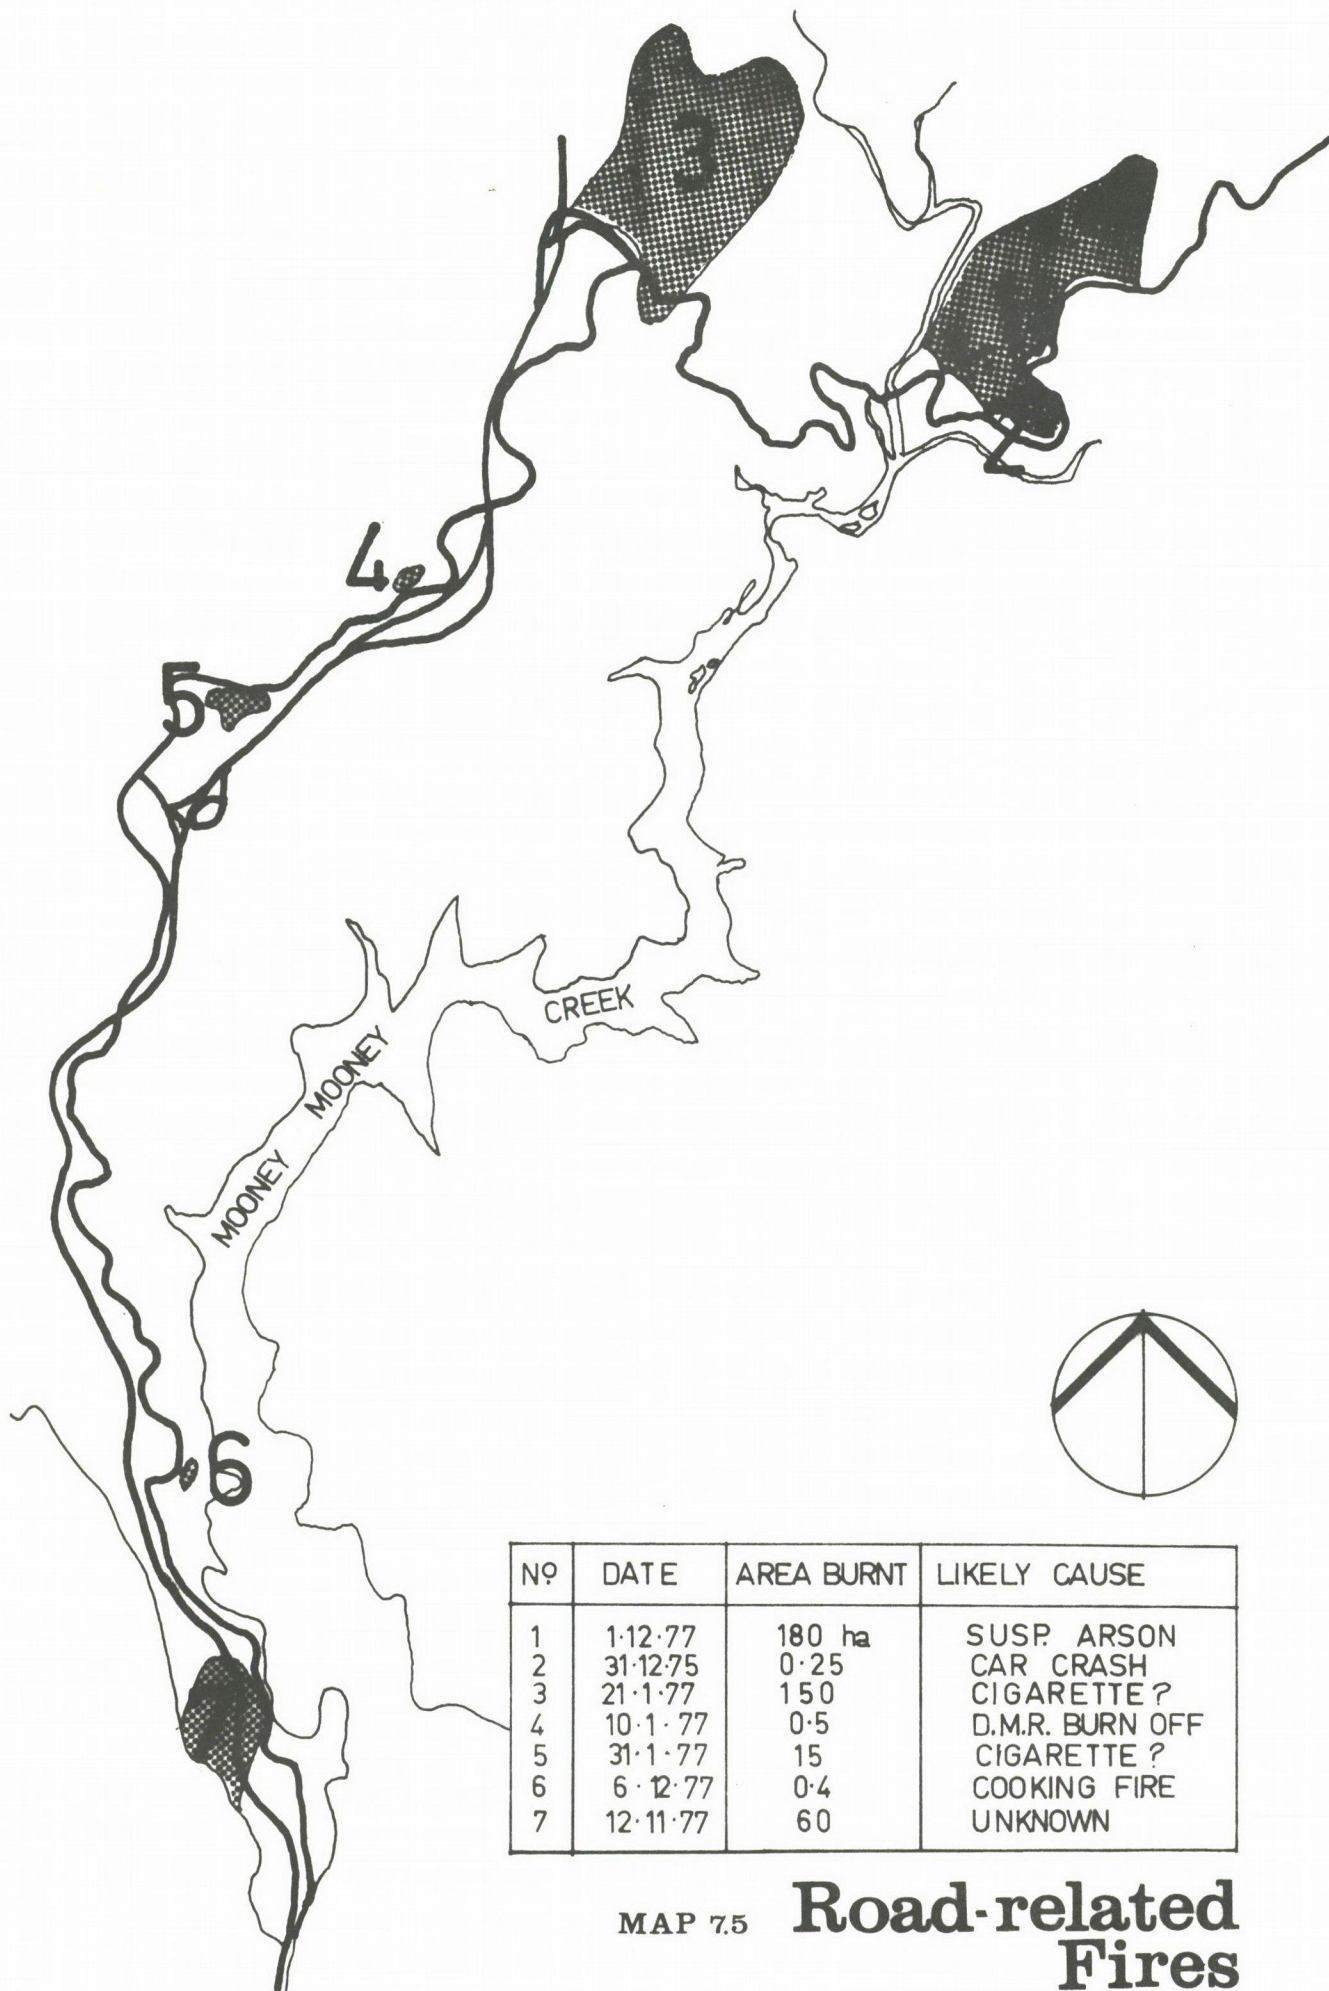 3
4
5
6
CREEK
MOONEY
MOONEY
Nº DATE AREA BURNT LIKELY CAUSE
1 1·12·77 180 ha SUSP. ARSON
2 31·12·75 0·25 CAR CRASH
3 21·1·77 150 CIGARETTE?
4 10·1·77 0·5 D.M.R. BURN OFF
5 31·1·77 15 CIGARETTE?
6 6·12·77 0·4 COOKING FIRE
7 12·11·77 60 UNKNOWN
MAP 7.5 Road-related
Fires